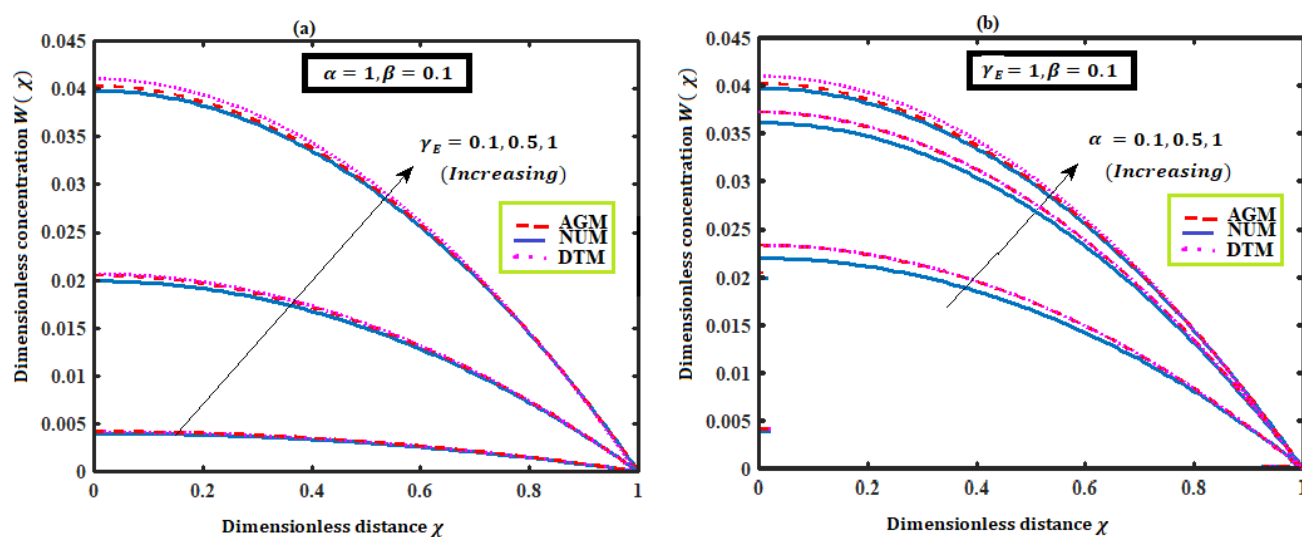 (a)
α = 1, β = 0.1
γ_E = 0.1, 0.5, 1
(Increasing)
AGM
NUM
DTM
0.045
0.04
0.035
0.03
0.025
0.02
0.015
0.01
0.005
0
0 0.2 0.4 0.6 0.8 1
Dimensionless distance χ
Dimensionless concentration W(χ)
(b)
γ_E = 1, β = 0.1
α = 0.1, 0.5, 1
(Increasing)
AGM
NUM
DTM
0.045
0.04
0.035
0.03
0.025
0.02
0.015
0.01
0.005
0
0 0.2 0.4 0.6 0.8 1
Dimensionless distance χ
Dimensionless concentration W(χ)